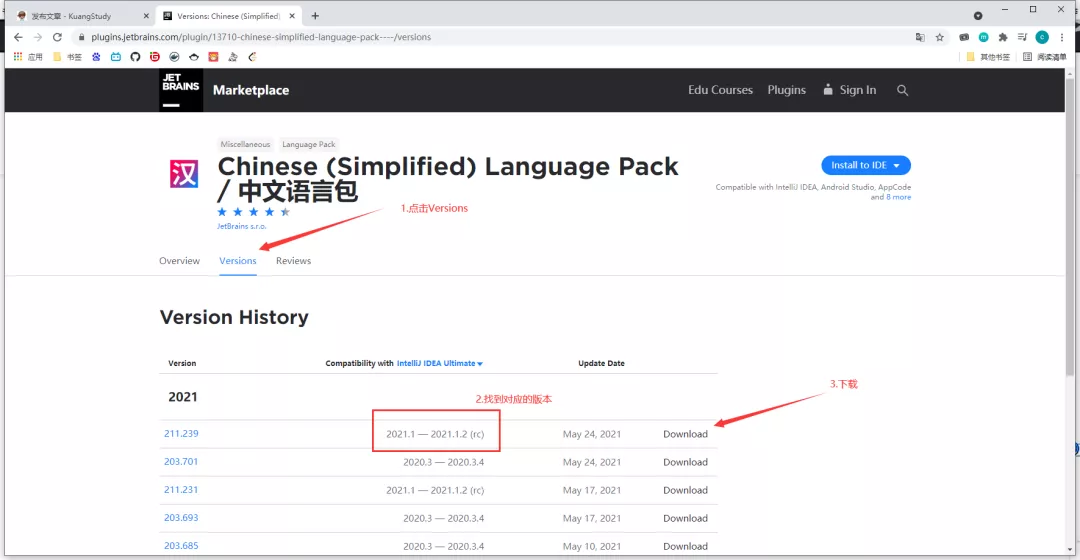 发布文章 - KuangStudy
Versions: Chinese (Simplified)
plugins.jetbrains.com/plugin/13710-chinese-simplified-language-pack----/versions
应用
书签
其他书签
阅读清单
JET BRAINS
Marketplace
Edu Courses
Plugins
Sign In
Miscellaneous
Language Pack
汉
Chinese (Simplified) Language Pack
/ 中文语言包
Install to IDE
Compatible with IntelliJ IDEA, Android Studio, AppCode
and 8 more
JetBrains s.r.o.
1.点击Versions
Overview
Versions
Reviews
Version History
Version
Compatibility with IntelliJ IDEA Ultimate
Update Date
2021
2.找到对应的版本
3.下载
211.239 2021.1 — 2021.1.2 (rc) May 24, 2021 Download
203.701 2020.3 — 2020.3.4 May 24, 2021 Download
211.231 2021.1 — 2021.1.2 (rc) May 17, 2021 Download
203.693 2020.3 — 2020.3.4 May 17, 2021 Download
203.685 2020.3 — 2020.3.4 May 10, 2021 Download